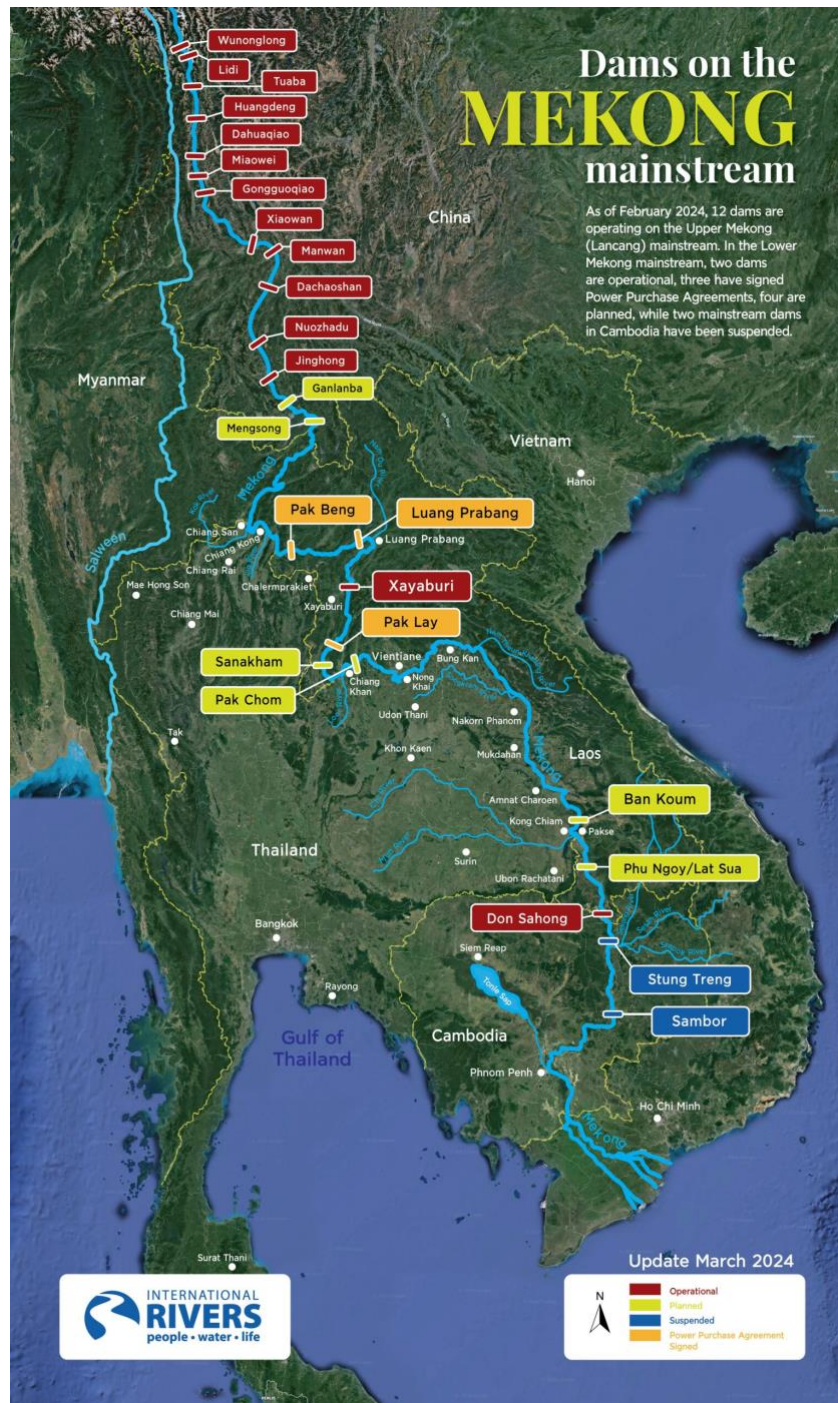 Dams on the
MEKONG
mainstream
As of February 2024, 12 dams are
operating on the Upper Mekong
(Lancang) mainstream. In the Lower
Mekong mainstream, two dams
are operational, three have signed
Power Purchase Agreements, four are
planned, while two mainstream dams
in Cambodia have been suspended.
Wunonglong
Lidi
Tuaba
Huangdeng
Dahuaqiao
Miaowei
Gongguoqiao
China
Xiaowan
Manwan
Dachaoshan
Nuozhadu
Jinghong
Myanmar
Ganlanba
Mengsong
Vietnam
Hanoi
Mekong
Salween
Pak Beng
Luang Prabang
Chiang San
Chiang Kong
Luang Prabang
Chiang Rai
Mae Hong Son
Chalermprakiet
Xayaburi
Xayaburi
Chiang Mai
Pak Lay
Sanakham
Vientiane
Bung Kan
Pak Chom
Chiang
Khan
Nong
Khai
Udon Thani
Nakorn Phanom
Tak
Khon Kaen
Mukdahan
Mekong
Laos
Amnat Charoen
Ban Koum
Kong Chiam
Pakse
Thailand
Surin
Ubon Rachatani
Phu Ngoy/Lat Sua
Don Sahong
Bangkok
Siem Reap
Tonle Sap
Stung Treng
Rayong
Sambor
Gulf of
Thailand
Cambodia
Phnom Penh
Ho Chi Minh
Mekong
Surat Thani
Update March 2024
INTERNATIONAL
RIVERS
people • water • life
N
Operational
Planned
Suspended
Power Purchase Agreement
Signed